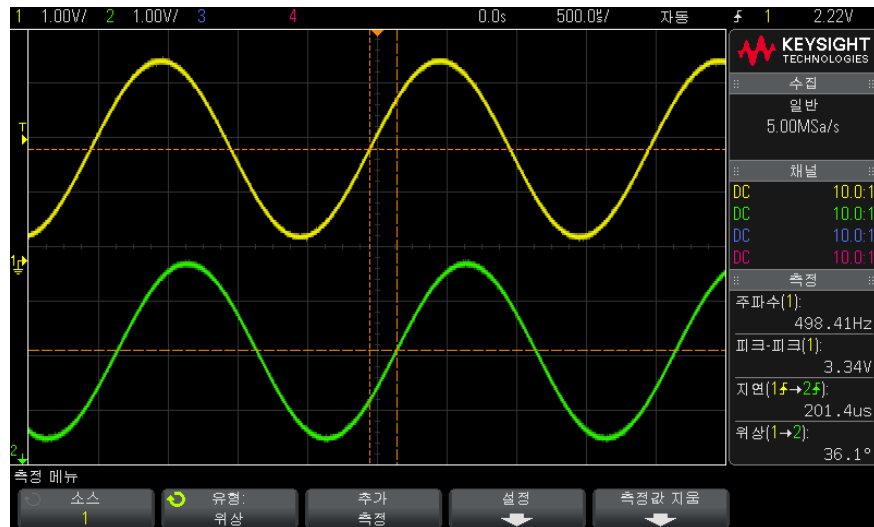 1 1.00V/ 2 1.00V/ 3 4 0.0s 500.0㎲/ 자동 1 2.22V
KEYSIGHT
TECHNOLOGIES
수집
일반
5.00MSa/s
채널
DC 10.0:1
DC 10.0:1
DC 10.0:1
DC 10.0:1
측정
주파수(1):
498.41Hz
피크-피크(1):
3.34V
지연(1→2):
201.4us
위상(1→2):
36.1°
T
1
2
측정 메뉴
소스
1
유형:
위상
추가
측정
설정
측정값 지움